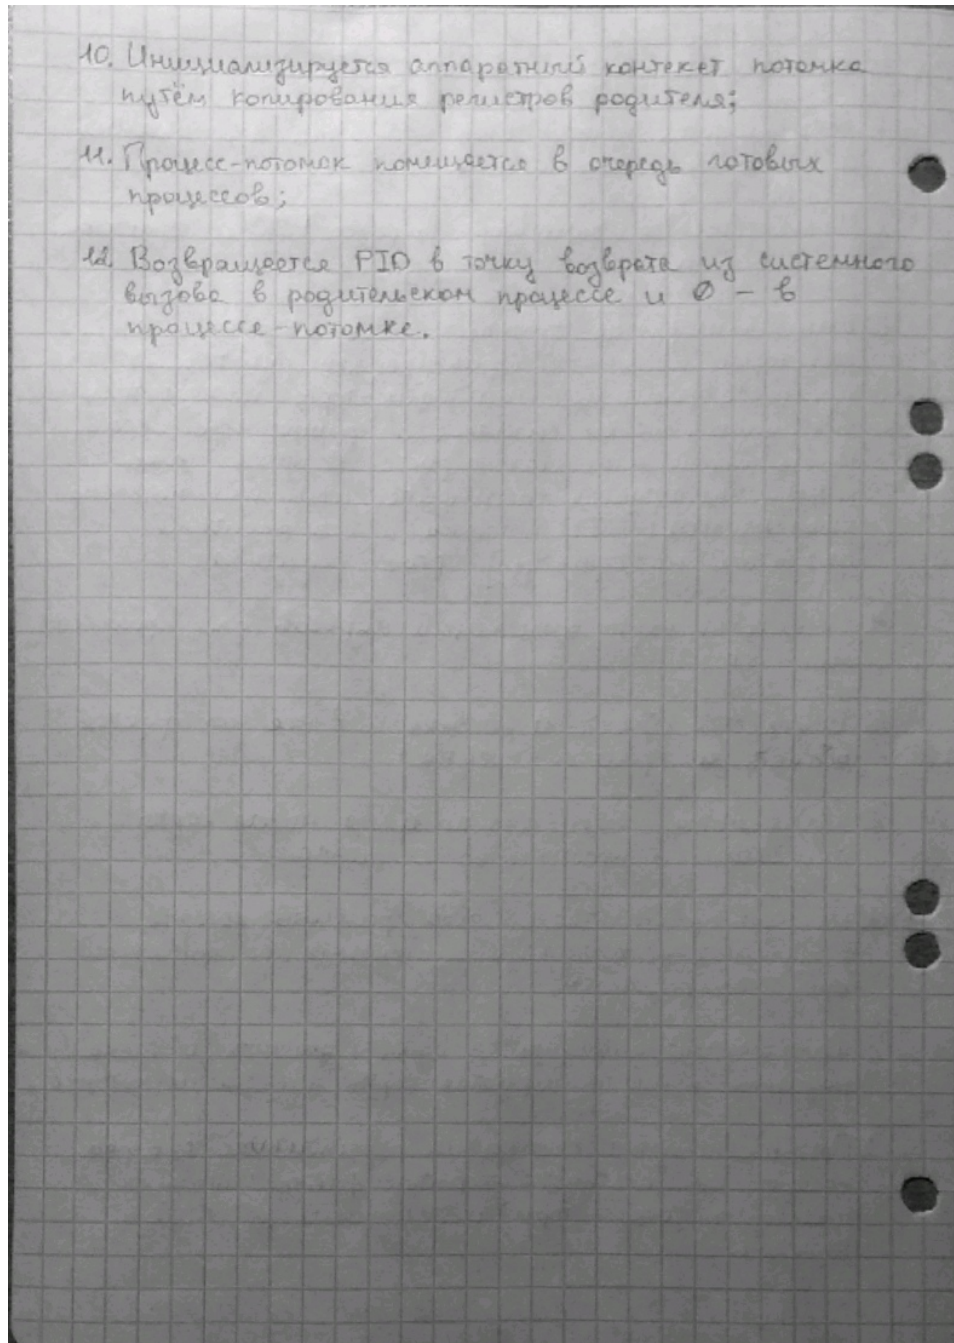 10. Инициализируется аппаратный контекст потомка
путём копирования регистров родителя;
11. Процесс-потомок помещается в очередь готовых
процессов;
12. Возвращается PID в точку возврата из системного
вызова в родительском процессе и 0 - в
процессе-потомке.